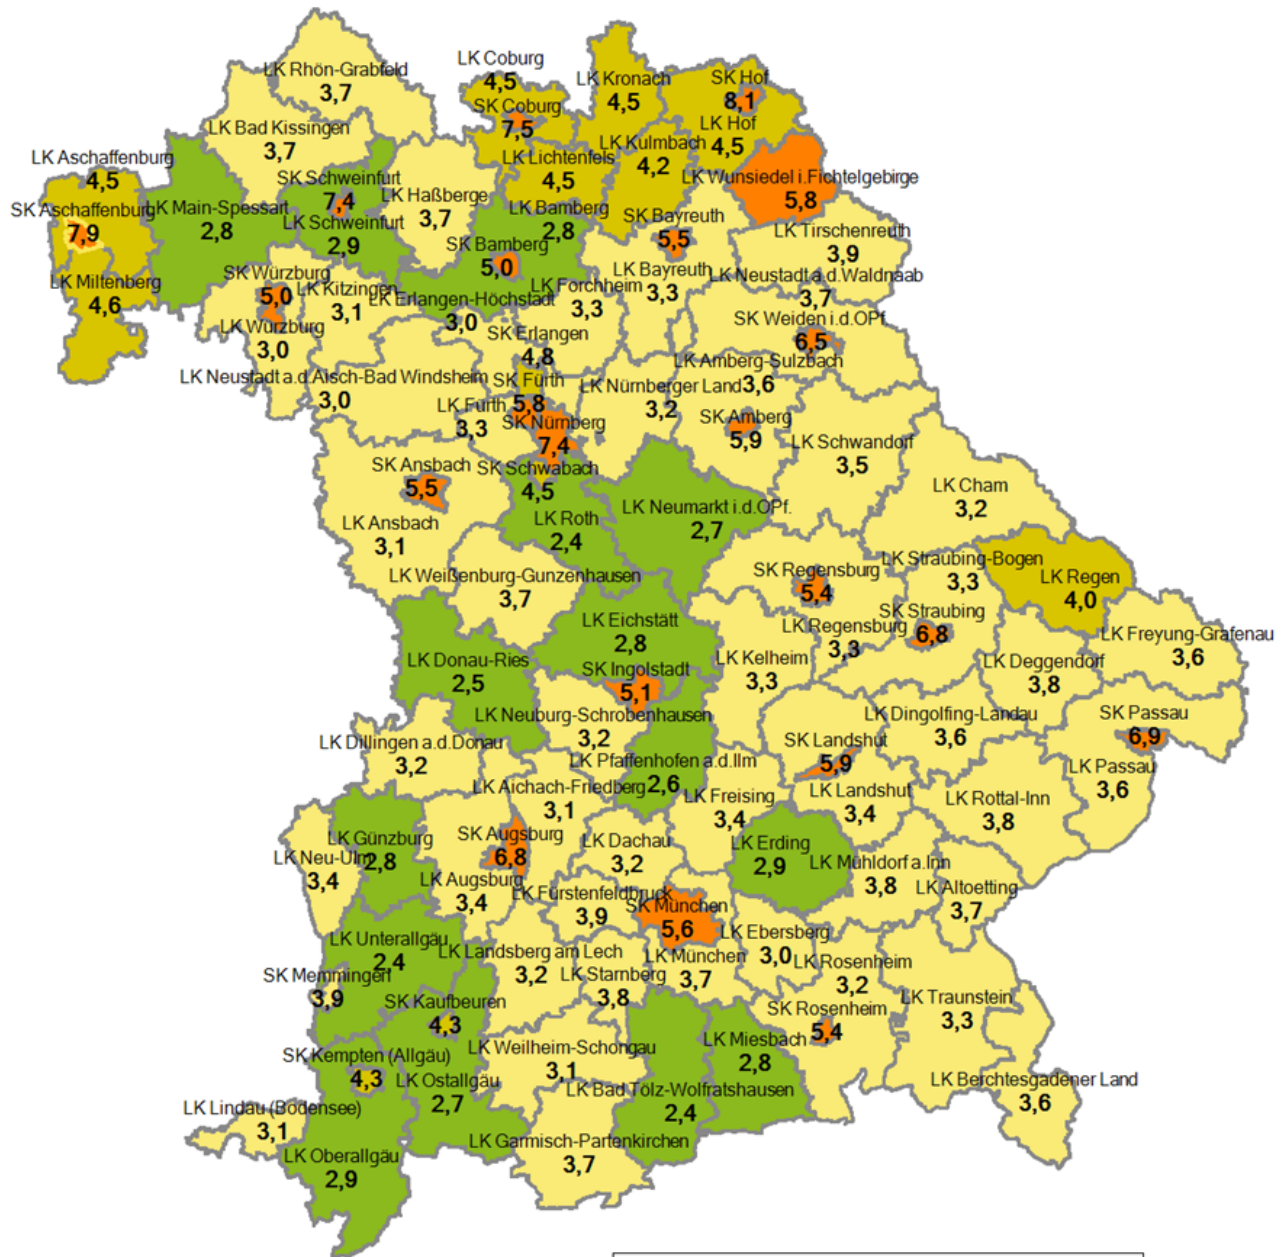 LK Rhön-Grabfeld
3,7
LK Coburg
4,5
LK Kronach
4,5
SK Hof
8,1
SK Coburg
7,5
LK Hof
4,5
LK Bad Kissingen
3,7
LK Kulmbach
4,2
LK Aschaffenburg
4,5
LK Lichtenfels
4,5
LK Wunsiedel i.Fichtelgebirge
5,8
SK Schweinfurt
7,4
LK Haßberge
3,7
SK Aschaffenburg
7,9
LK Main-Spessart
2,8
LK Schweinfurt
2,9
LK Bamberg
2,8
SK Bayreuth
5,5
LK Tirschenreuth
3,9
SK Bamberg
5,0
LK Miltenberg
4,6
SK Würzburg
5,0
LK Kitzingen
3,1
LK Erlangen-Höchstadt
3,0
LK Forchheim
3,3
LK Bayreuth
3,3
LK Neustadt a.d.Waldnaab
3,7
LK Würzburg
3,0
SK Erlangen
4,8
SK Weiden i.d.OPf.
6,5
LK Neustadt a.d.Aisch-Bad Windsheim
3,0
SK Fürth
5,8
LK Nürnberger Land
3,2
LK Amberg-Sulzbach
3,6
LK Fürth
3,3
SK Nürnberg
7,4
SK Amberg
5,9
LK Schwandorf
3,5
SK Ansbach
5,5
SK Schwabach
4,5
LK Cham
3,2
LK Ansbach
3,1
LK Roth
2,4
LK Neumarkt i.d.OPf.
2,7
LK Weißenburg-Gunzenhausen
3,7
SK Regensburg
5,4
LK Straubing-Bogen
3,3
LK Regen
4,0
LK Eichstätt
2,8
LK Regensburg
3,3
SK Straubing
6,8
LK Freyung-Grafenau
3,6
LK Donau-Ries
2,5
SK Ingolstadt
5,1
LK Kelheim
3,3
LK Deggendorf
3,8
LK Neuburg-Schrobenhausen
3,2
LK Dingolfing-Landau
3,6
SK Passau
6,9
LK Dillingen a.d.Donau
3,2
LK Pfaffenhofen a.d.Ilm
2,6
SK Landshut
5,9
LK Passau
3,6
LK Aichach-Friedberg
3,1
LK Freising
3,4
LK Landshut
3,4
LK Rottal-Inn
3,8
LK Günzburg
2,8
SK Augsburg
6,8
LK Dachau
3,2
LK Erding
2,9
LK Neu-Ulm
3,4
LK Augsburg
3,4
LK Mühldorf a.Inn
3,8
LK Fürstenfeldbruck
3,9
SK München
5,6
LK Altoetting
3,7
LK Unterallgäu
2,4
LK Landsberg am Lech
3,2
LK Starnberg
3,8
LK München
3,7
LK Ebersberg
3,0
LK Rosenheim
3,2
SK Memmingen
3,9
SK Kaufbeuren
4,3
SK Rosenheim
5,4
LK Traunstein
3,3
SK Kempten (Allgäu)
4,3
LK Weilheim-Schongau
3,1
LK Miesbach
2,8
LK Ostallgäu
2,7
LK Bad Tölz-Wolfratshausen
2,4
LK Berchtesgadener Land
3,6
LK Lindau (Bodensee)
3,1
LK Oberallgäu
2,9
LK Garmisch-Partenkirchen
3,7